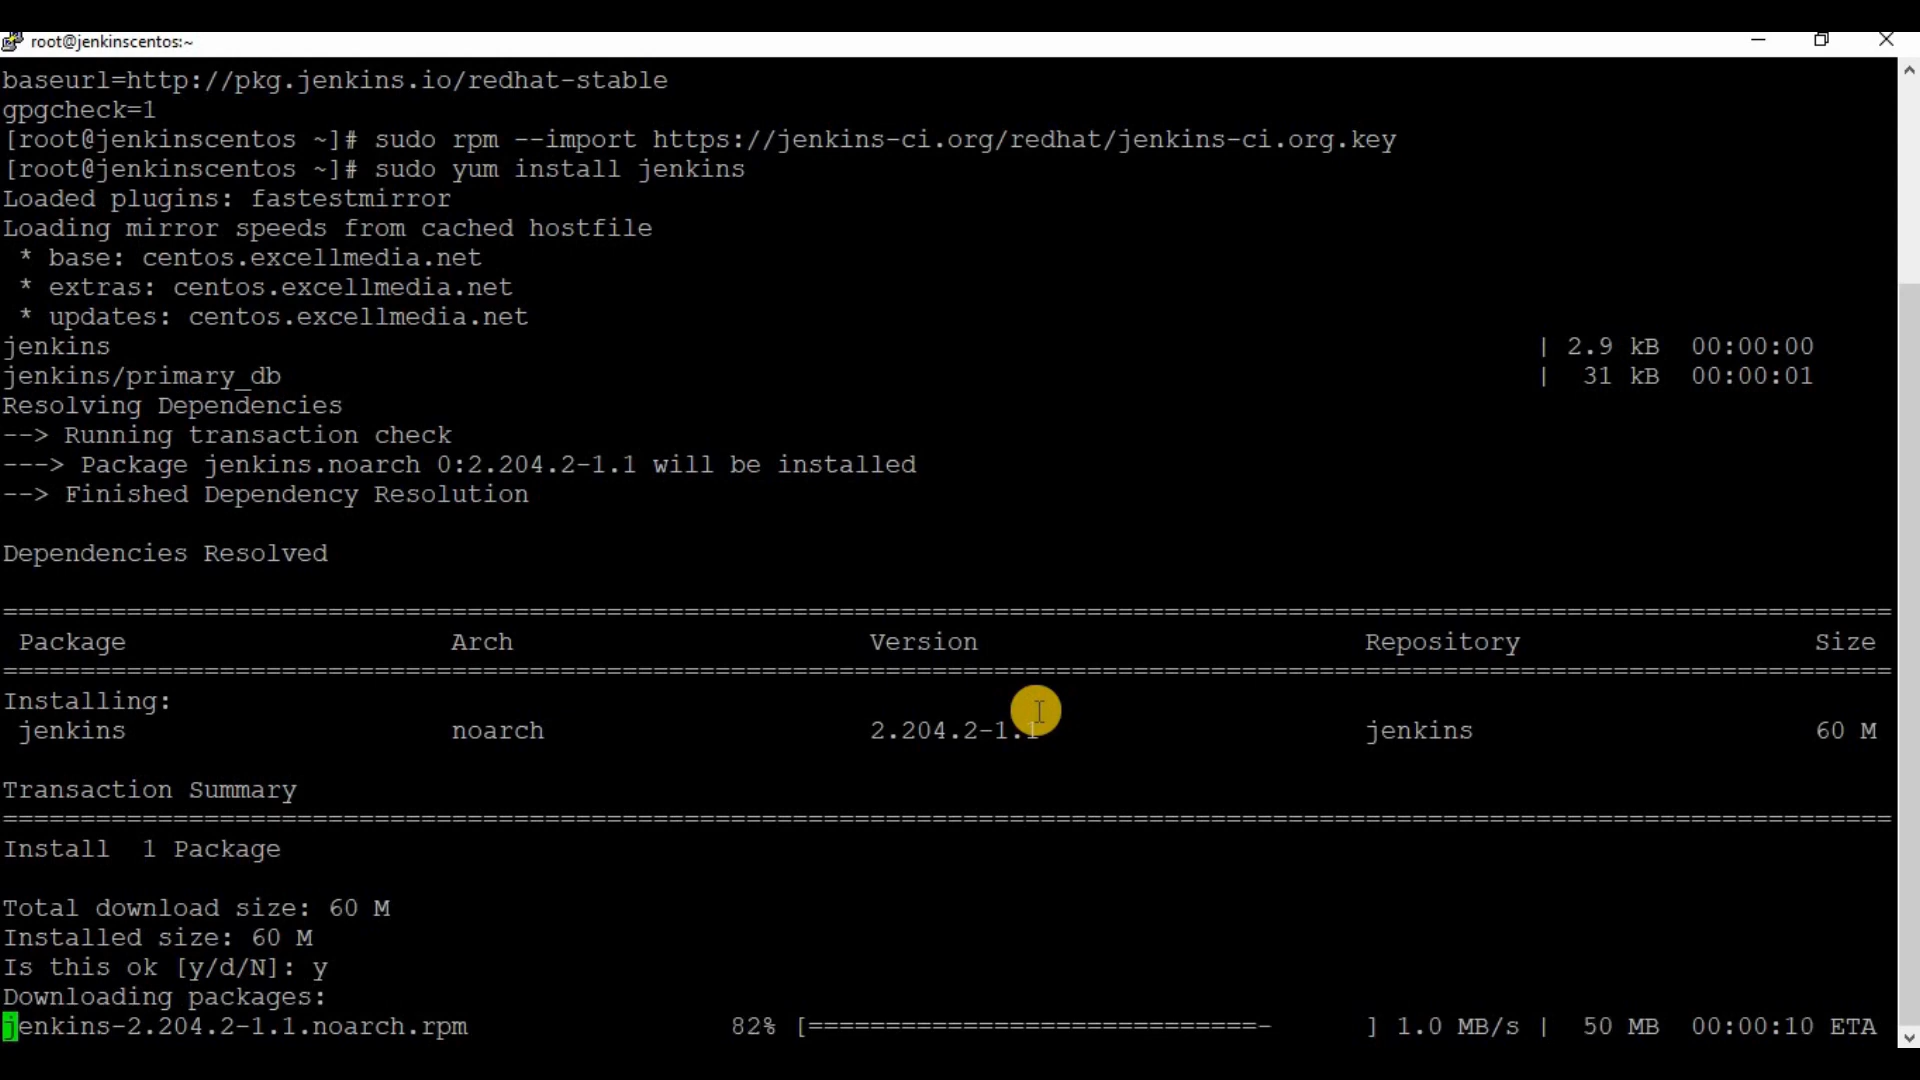 root@jenkinscentos:~
baseurl=http://pkg.jenkins.io/redhat-stable
gpgcheck=1
[root@jenkinscentos ~]# sudo rpm --import https://jenkins-ci.org/redhat/jenkins-ci.org.key
[root@jenkinscentos ~]# sudo yum install jenkins
Loaded plugins: fastestmirror
Loading mirror speeds from cached hostfile
 * base: centos.excellmedia.net
 * extras: centos.excellmedia.net
 * updates: centos.excellmedia.net
jenkins | 2.9 kB 00:00:00
jenkins/primary_db | 31 kB 00:00:01
Resolving Dependencies
--> Running transaction check
---> Package jenkins.noarch 0:2.204.2-1.1 will be installed
--> Finished Dependency Resolution
Dependencies Resolved
================================================================================
Package Arch Version Repository Size
================================================================================
Installing:
 jenkins noarch 2.204.2-1.1 jenkins 60 M
Transaction Summary
================================================================================
Install 1 Package
Total download size: 60 M
Installed size: 60 M
Is this ok [y/d/N]: y
Downloading packages:
jenkins-2.204.2-1.1.noarch.rpm 82% [=============================- ] 1.0 MB/s | 50 MB 00:00:10 ETA